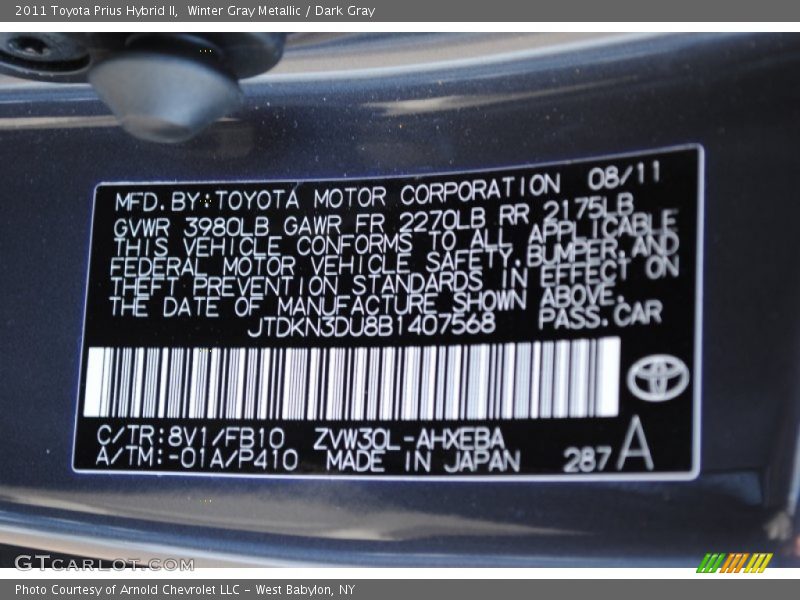 2011 Toyota Prius Hybrid II, Winter Gray Metallic / Dark Gray
MFD. BY: TOYOTA MOTOR CORPORATION 08/11
GVWR 3980LB GAWR FR 2270LB RR 2175LB
THIS VEHICLE CONFORMS TO ALL APPLICABLE
FEDERAL MOTOR VEHICLE SAFETY, BUMPER, AND
THEFT PREVENTION STANDARDS IN EFFECT ON
THE DATE OF MANUFACTURE SHOWN ABOVE.
JTDKN3DU8B1407568 PASS. CAR
C/TR: 8V1/FB10 ZVW30L-AHXEBA
A/TM: -01A/P410 MADE IN JAPAN 287 A
GTCARLOT.COM
Photo Courtesy of Arnold Chevrolet LLC - West Babylon, NY